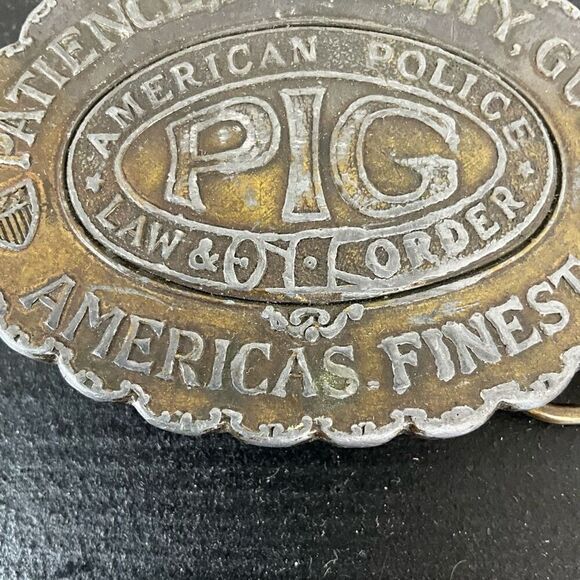 PATIENCE
AMERICAN POLICE
PIG
LAW & ORDER
AMERICAS FINEST